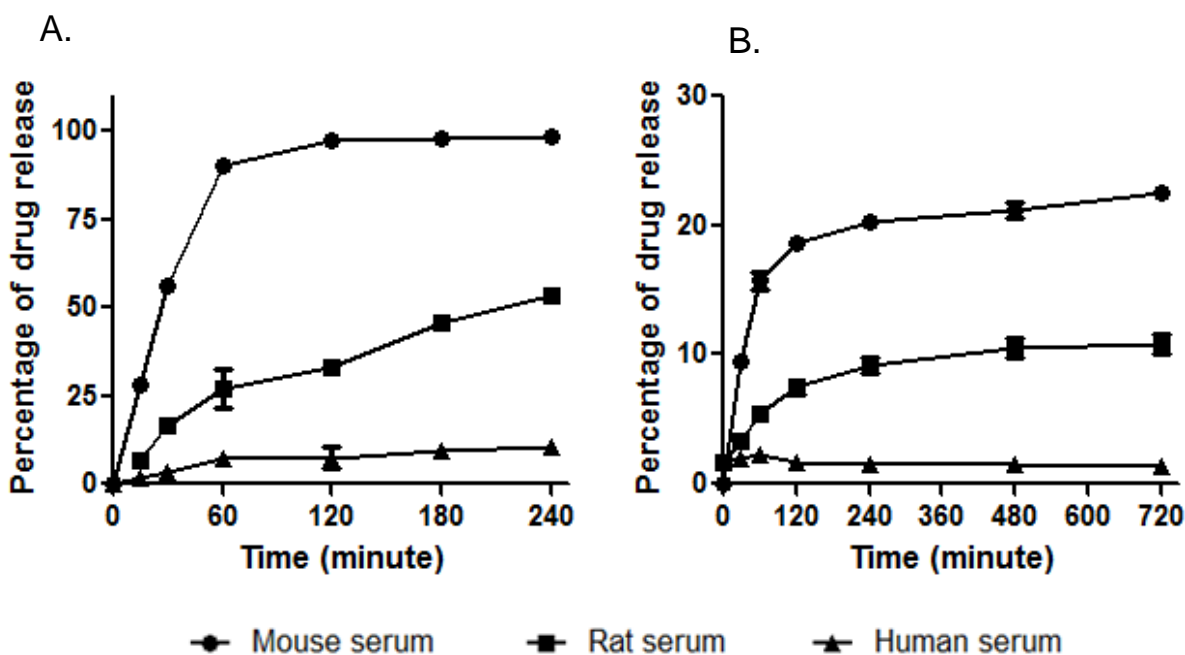 A.
B.
Percentage of drug release
100
75
50
25
0
0 60 120 180 240
Time (minute)
Percentage of drug release
30
20
10
0
0 120 240 360 480 600 720
Time (minute)
Mouse serum Rat serum Human serum